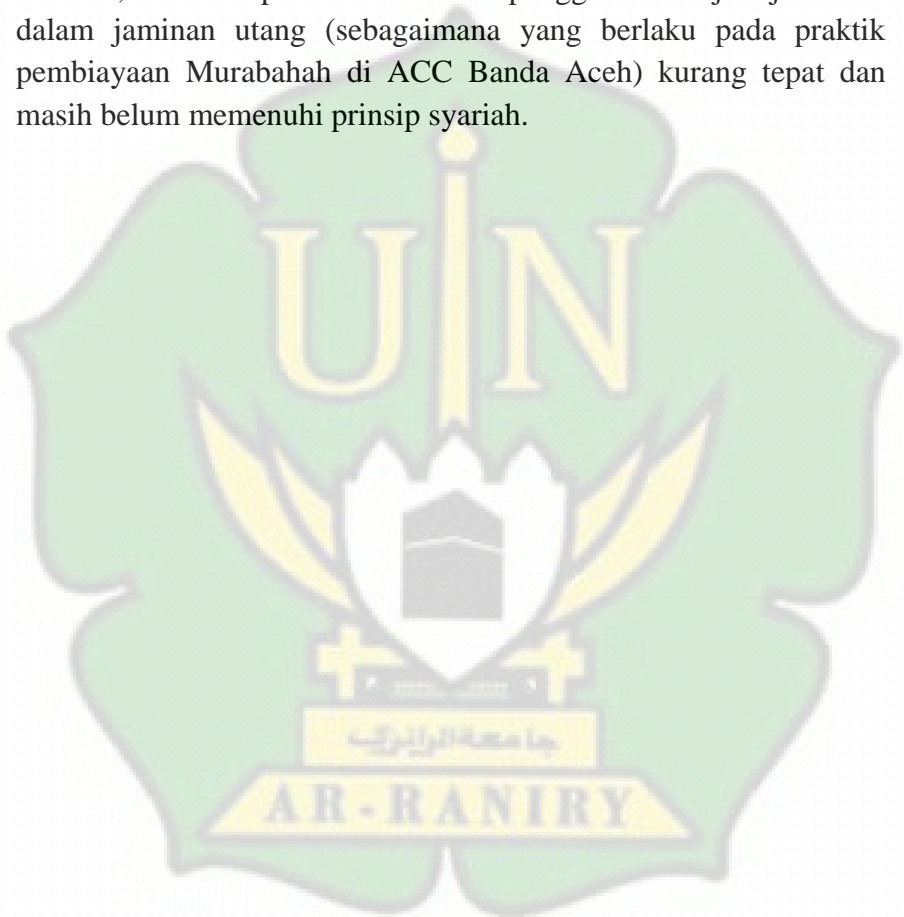 dalam jaminan utang (sebagaimana yang berlaku pada praktik
pembiayaan Murabahah di ACC Banda Aceh) kurang tepat dan
masih belum memenuhi prinsip syariah.
UIN
جامعة الرانري
AR-RANIRY